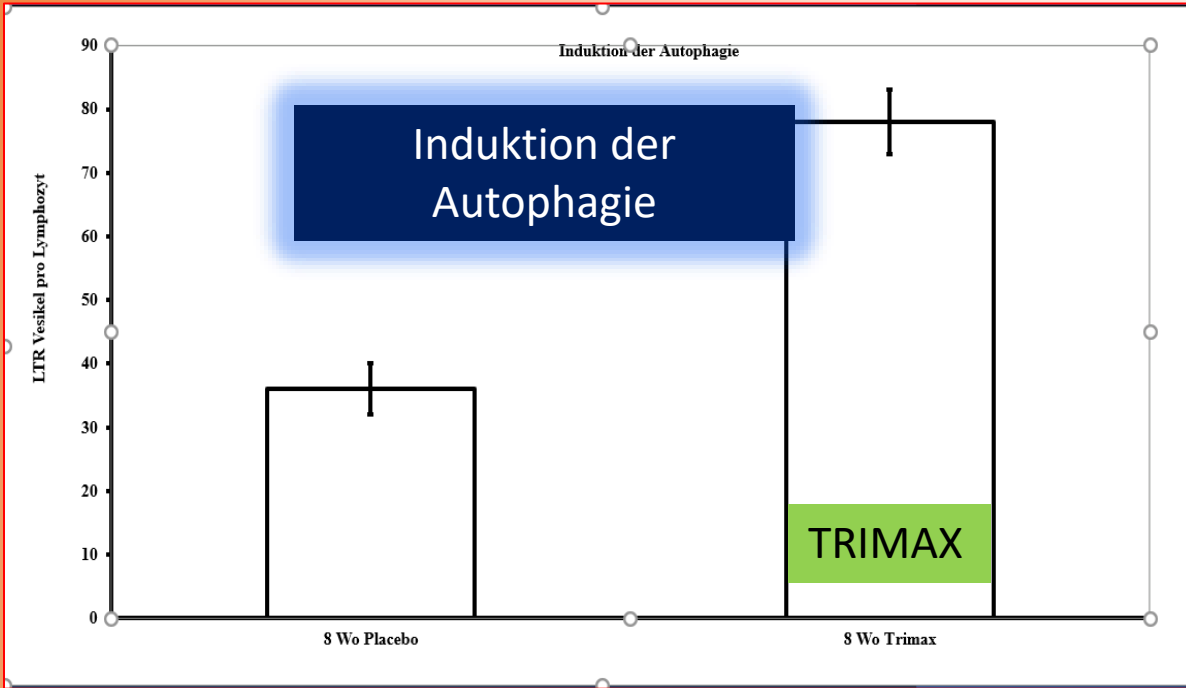 Induktion der Autophagie
Induktion der
Autophagie
LTR Vesikel pro Lymphozyt
90
80
70
60
50
40
30
20
10
0
TRIMAX
8 Wo Placebo
8 Wo Trimax